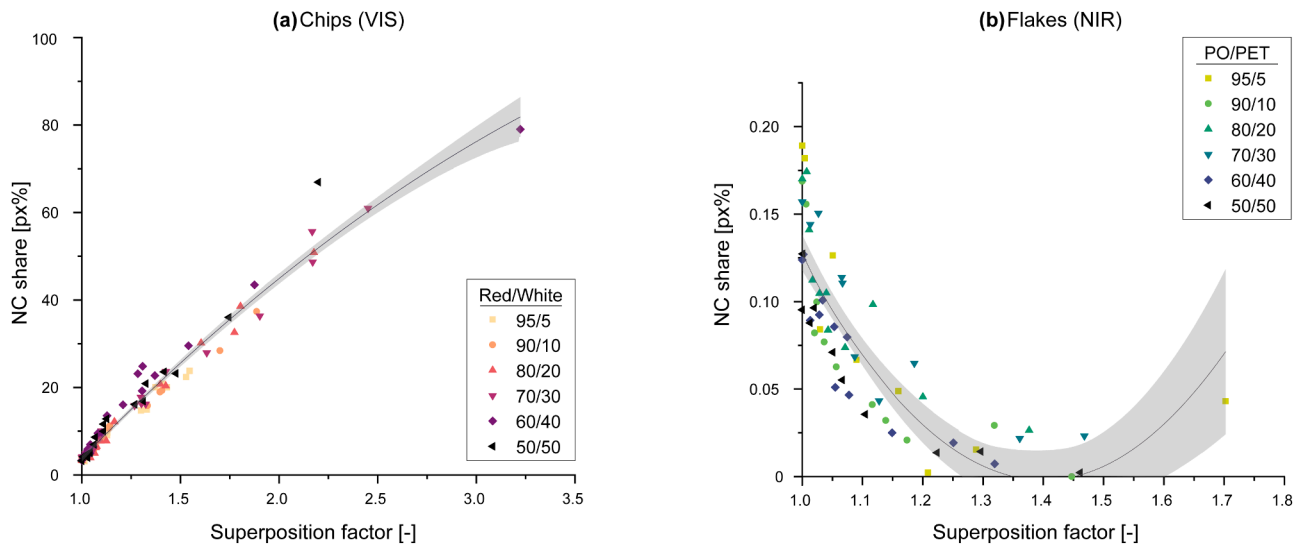 (a) Chips (VIS)
NC share [px%]
100
80
60
40
20
0
1.0 1.5 2.0 2.5 3.0 3.5
Superposition factor [-]
Red/White
95/5
90/10
80/20
70/30
60/40
50/50
(b) Flakes (NIR)
NC share [px%]
0.20
0.15
0.10
0.05
0
1.0 1.1 1.2 1.3 1.4 1.5 1.6 1.7 1.8
Superposition factor [-]
PO/PET
95/5
90/10
80/20
70/30
60/40
50/50